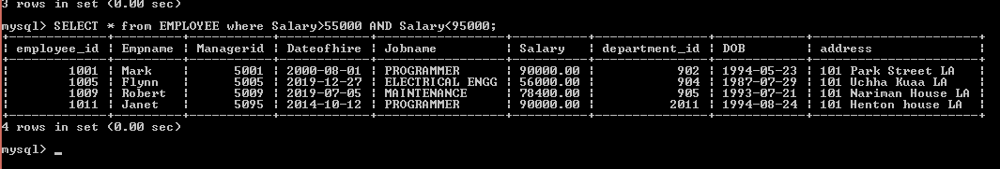 3 rows in set (0.00 sec)
mysql> SELECT * from EMPLOYEE where Salary>55000 AND Salary<95000;
+-------------+---------+-----------+------------+-----------------+----------+---------------+------------+----------------------+
| employee_id | Empname | Managerid | Dateofhire | Jobname | Salary | department_id | DOB | address |
+-------------+---------+-----------+------------+-----------------+----------+---------------+------------+----------------------+
| 1001 | Mark | 5001 | 2000-08-01 | PROGRAMMER | 90000.00 | 902 | 1994-05-23 | 101 Park Street LA |
| 1005 | Flynn | 5005 | 2019-12-27 | ELECTRICAL ENGG | 56000.00 | 904 | 1987-07-29 | 101 Uchha Kuaa LA |
| 1009 | Robert | 5009 | 2019-07-05 | MAINTENANCE | 78400.00 | 905 | 1993-07-21 | 101 Nariman House LA |
| 1011 | Janet | 5095 | 2014-10-12 | PROGRAMMER | 90000.00 | 2011 | 1994-08-24 | 101 Henton house LA |
+-------------+---------+-----------+------------+-----------------+----------+---------------+------------+----------------------+
4 rows in set (0.00 sec)
mysql> _